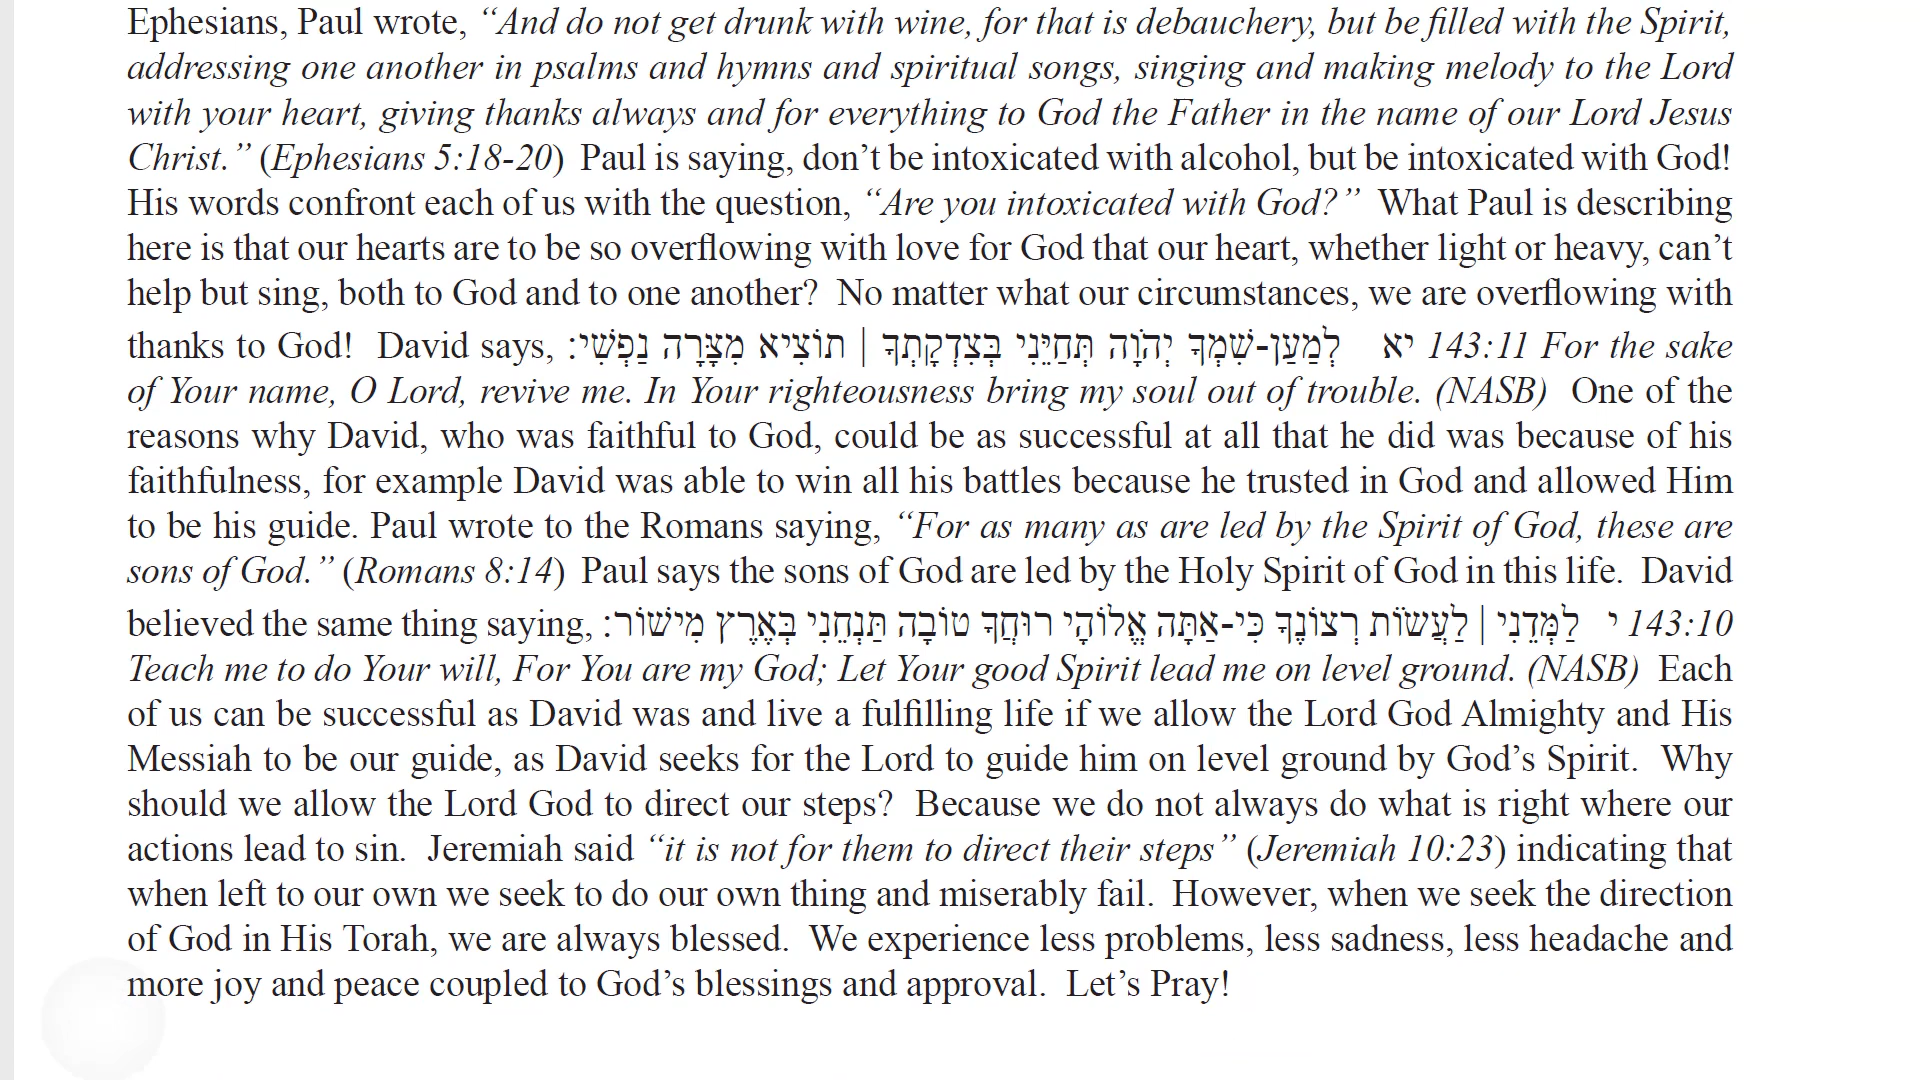 Ephesians, Paul wrote, “And do not get drunk with wine, for that is debauchery, but be filled with the Spirit,
addressing one another in psalms and hymns and spiritual songs, singing and making melody to the Lord
with your heart, giving thanks always and for everything to God the Father in the name of our Lord Jesus
Christ.” (Ephesians 5:18-20)  Paul is saying, don’t be intoxicated with alcohol, but be intoxicated with God!
His words confront each of us with the question, “Are you intoxicated with God?”  What Paul is describing
here is that our hearts are to be so overflowing with love for God that our heart, whether light or heavy, can’t
help but sing, both to God and to one another?  No matter what our circumstances, we are overflowing with
thanks to God!  David says, יא לְמַעַן-שִׁמְךָ יְהֹוָה תְּחַיֵּנִי בְּצִדְקָתְךָ | תוֹצִיא מִצָּרָה נַפְשִׁי: 143:11 For the sake
of Your name, O Lord, revive me. In Your righteousness bring my soul out of trouble. (NASB)  One of the
reasons why David, who was faithful to God, could be as successful at all that he did was because of his
faithfulness, for example David was able to win all his battles because he trusted in God and allowed Him
to be his guide. Paul wrote to the Romans saying, “For as many as are led by the Spirit of God, these are
sons of God.” (Romans 8:14)  Paul says the sons of God are led by the Holy Spirit of God in this life.  David
believed the same thing saying, י לַמְּדֵנִי | לַעֲשׂוֹת רְצוֹנֶךָ כִּי-אַתָּה אֱלוֹהָי רוּחֲךָ טוֹבָה תַּנְחֵנִי בְּאֶרֶץ מִישׁוֹר: 143:10
Teach me to do Your will, For You are my God; Let Your good Spirit lead me on level ground. (NASB)  Each
of us can be successful as David was and live a fulfilling life if we allow the Lord God Almighty and His
Messiah to be our guide, as David seeks for the Lord to guide him on level ground by God’s Spirit.  Why
should we allow the Lord God to direct our steps?  Because we do not always do what is right where our
actions lead to sin.  Jeremiah said “it is not for them to direct their steps” (Jeremiah 10:23) indicating that
when left to our own we seek to do our own thing and miserably fail.  However, when we seek the direction
of God in His Torah, we are always blessed.  We experience less problems, less sadness, less headache and
more joy and peace coupled to God’s blessings and approval.  Let’s Pray!